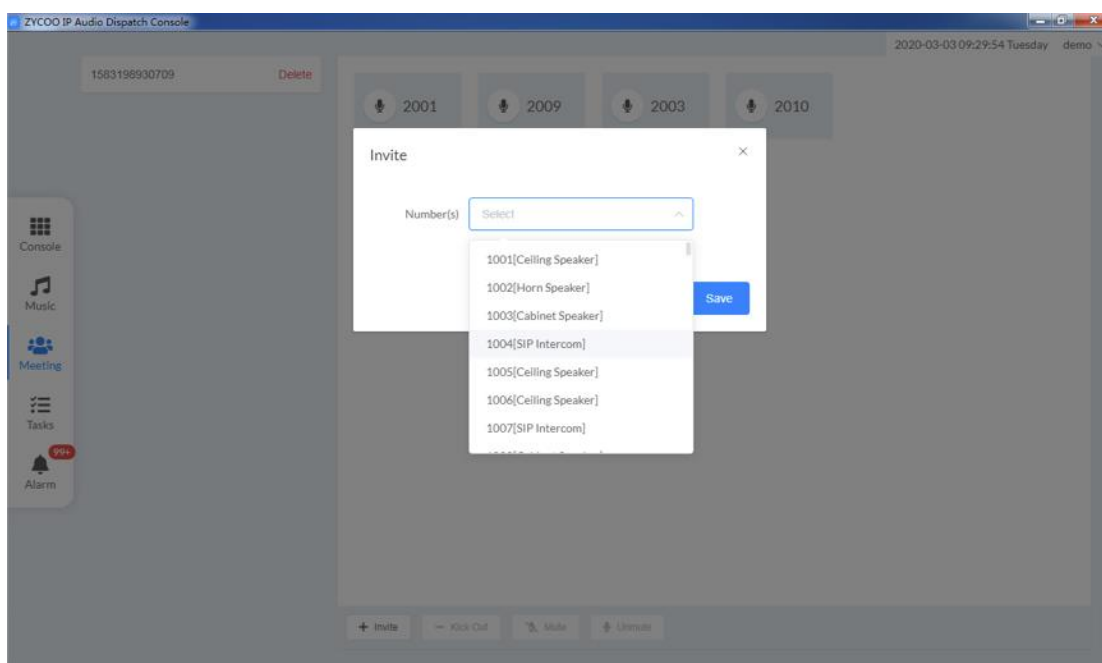 ZYCOO IP Audio Dispatch Console
2020-03-03 09:29:54 Tuesday demo
1583198930709 Delete
2001 2009 2003 2010
Invite
Number(s) Select
1001[Ceiling Speaker]
1002[Horn Speaker]
1003[Cabinet Speaker]
1004[SIP Intercom]
1005[Ceiling Speaker]
1006[Ceiling Speaker]
1007[SIP Intercom]
Save
Console
Music
Meeting
Tasks
99+
Alarm
+ Invite − Kick Out Mute Unmute